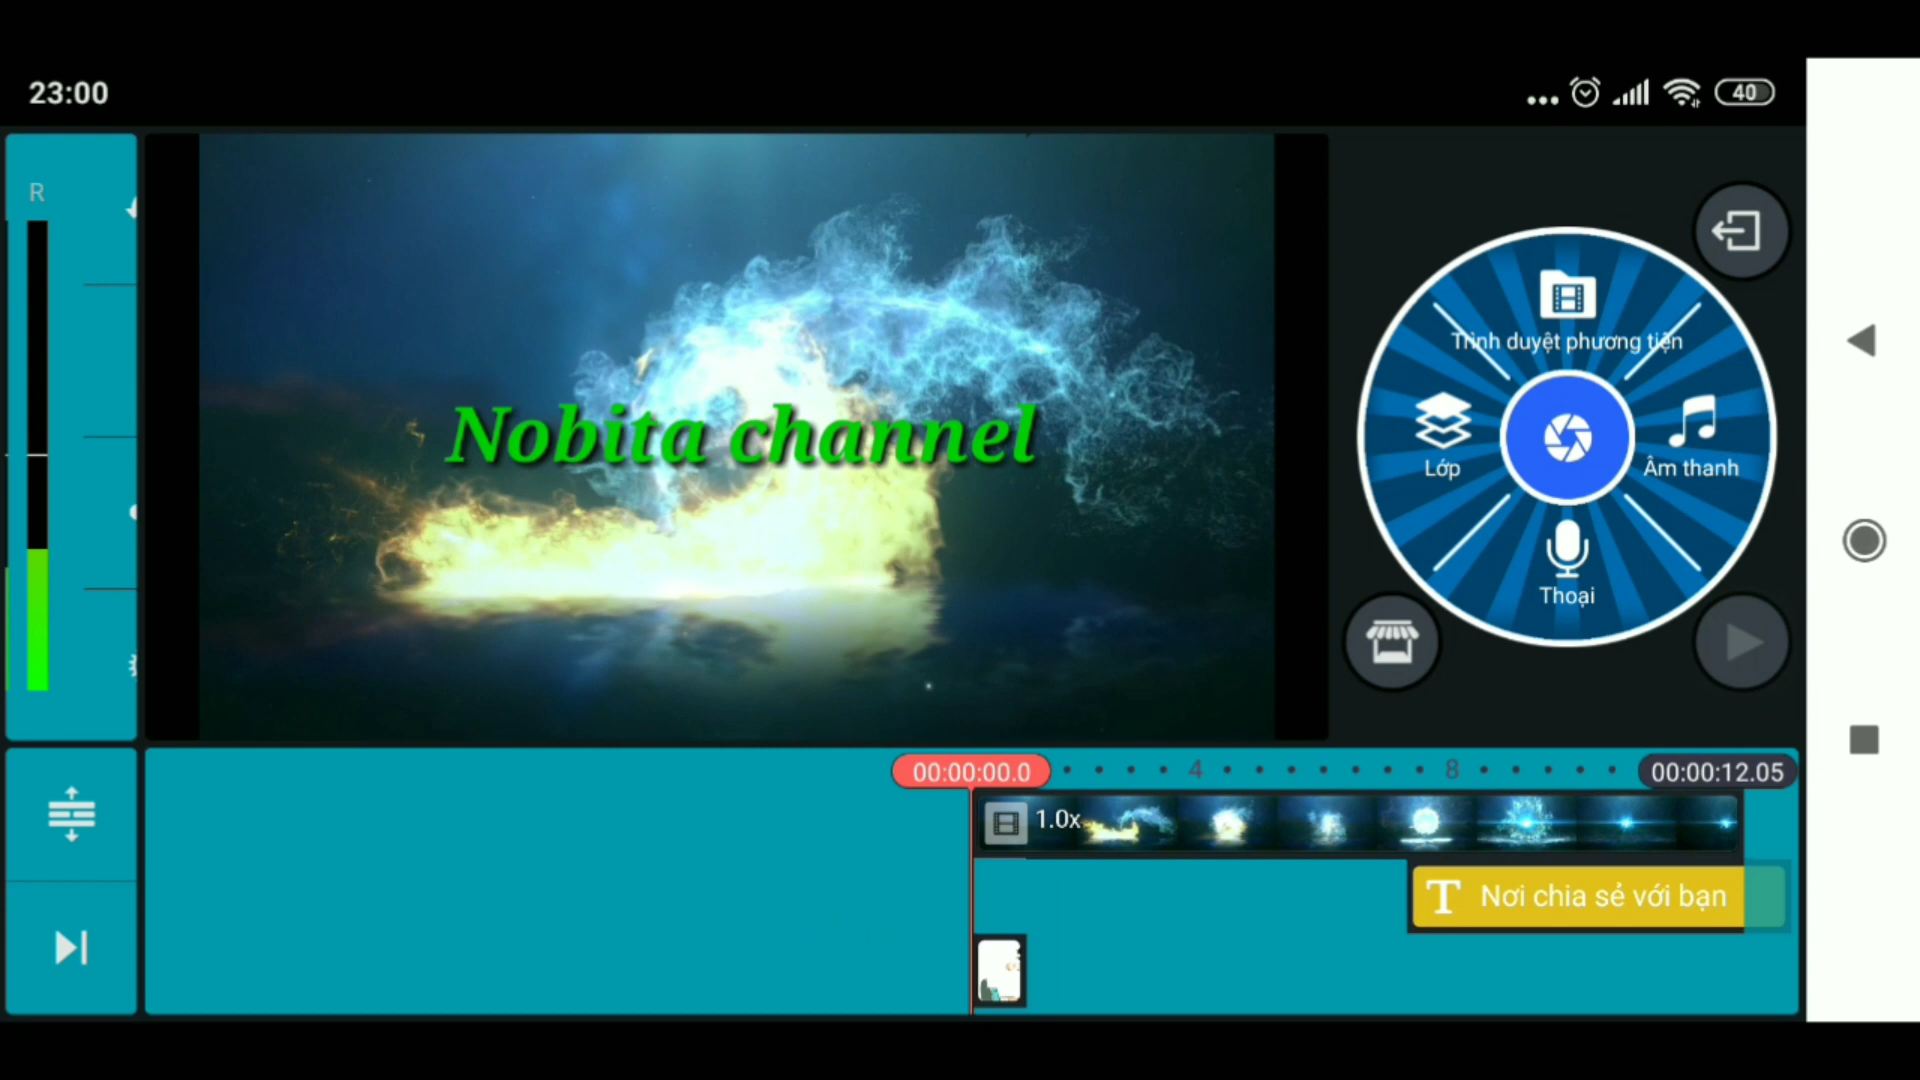 23:00
40
R
Nobita channel
Trình duyệt phương tiện
Lớp
Âm thanh
Thoại
00:00:00.0
4
8
00:00:12.05
1.0x
T Nơi chia sẻ với bạn